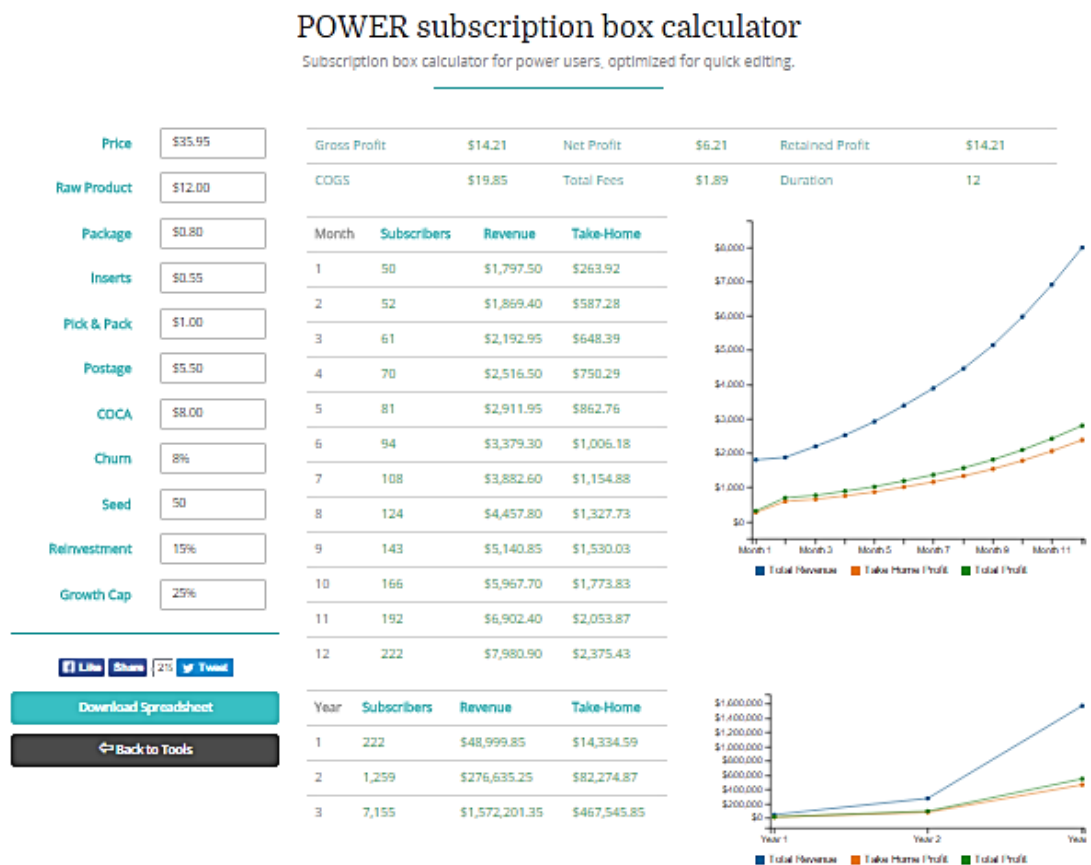 POWER subscription box calculator
Subscription box calculator for power users, optimized for quick editing.
Price $35.95
Raw Product $12.00
Package $0.80
Inserts $0.55
Pick & Pack $1.00
Postage $5.50
COCA $8.00
Churn 8%
Seed 50
Reinvestment 15%
Growth Cap 25%
Like Share 215 Tweet
Download Spreadsheet
Back to Tools
Gross Profit $14.21 Net Profit $6.21 Retained Profit $14.21
COGS $19.85 Total Fees $1.89 Duration 12
Month Subscribers Revenue Take-Home
1 50 $1,797.50 $263.92
2 52 $1,869.40 $587.28
3 61 $2,192.95 $648.39
4 70 $2,516.50 $750.29
5 81 $2,911.95 $862.76
6 94 $3,379.30 $1,006.18
7 108 $3,882.60 $1,154.88
8 124 $4,457.80 $1,327.73
9 143 $5,140.85 $1,530.03
10 166 $5,967.70 $1,773.83
11 192 $6,902.40 $2,053.87
12 222 $7,980.90 $2,375.43
$8,000
$7,000
$6,000
$5,000
$4,000
$3,000
$2,000
$1,000
$0
Month 1 Month 3 Month 5 Month 7 Month 9 Month 11
Total Revenue Take Home Profit Total Profit
Year Subscribers Revenue Take-Home
1 222 $48,999.85 $14,334.59
2 1,259 $276,635.25 $82,274.87
3 7,155 $1,572,201.35 $467,545.85
$1,600,000
$1,400,000
$1,200,000
$1,000,000
$800,000
$600,000
$400,000
$200,000
$0
Year 1 Year 2 Yea
Total Revenue Take Home Profit Total Profit